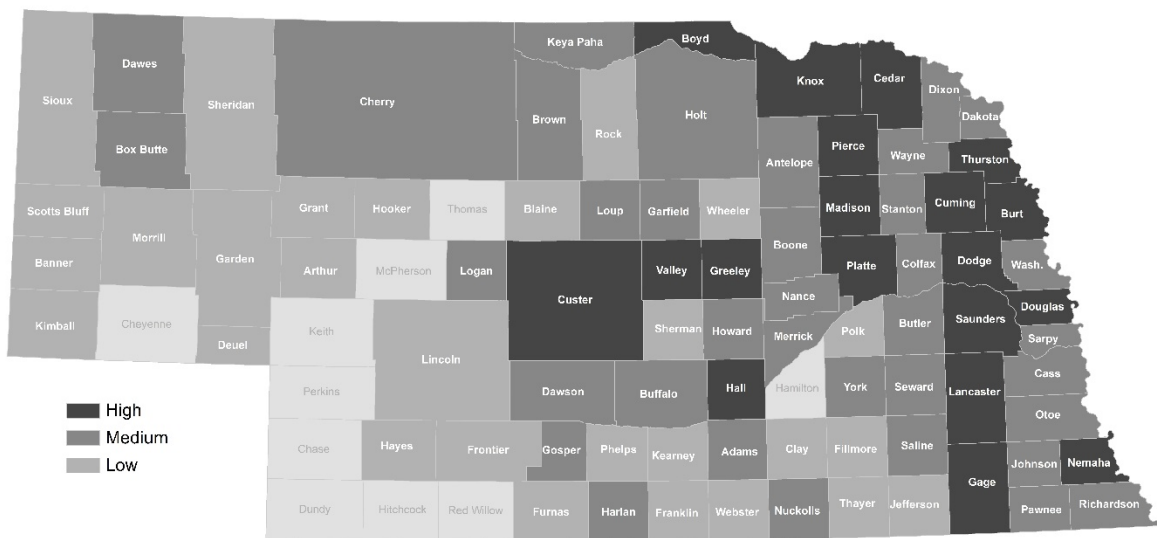 Boyd
Keya Paha
Knox
Cedar
Dawes
Dixon
Sioux
Sheridan
Cherry
Dakota
Holt
Brown
Rock
Pierce
Box Butte
Wayne
Antelope
Thurston
Scotts Bluff
Grant
Hooker
Thomas
Blaine
Loup
Garfield
Wheeler
Madison
Stanton
Cuming
Burt
Morrill
Boone
Banner
Garden
Arthur
McPherson
Logan
Valley
Greeley
Platte
Colfax
Dodge
Wash.
Custer
Nance
Douglas
Kimball
Cheyenne
Keith
Sherman
Howard
Merrick
Polk
Butler
Saunders
Sarpy
Deuel
Lincoln
Cass
Perkins
Dawson
Buffalo
Hall
Hamilton
York
Seward
Lancaster
High
Otoe
Medium
Chase
Hayes
Frontier
Gosper
Phelps
Kearney
Adams
Clay
Fillmore
Saline
Low
Johnson
Nemaha
Gage
Dundy
Hitchcock
Red Willow
Furnas
Harlan
Franklin
Webster
Nuckolls
Thayer
Jefferson
Pawnee
Richardson